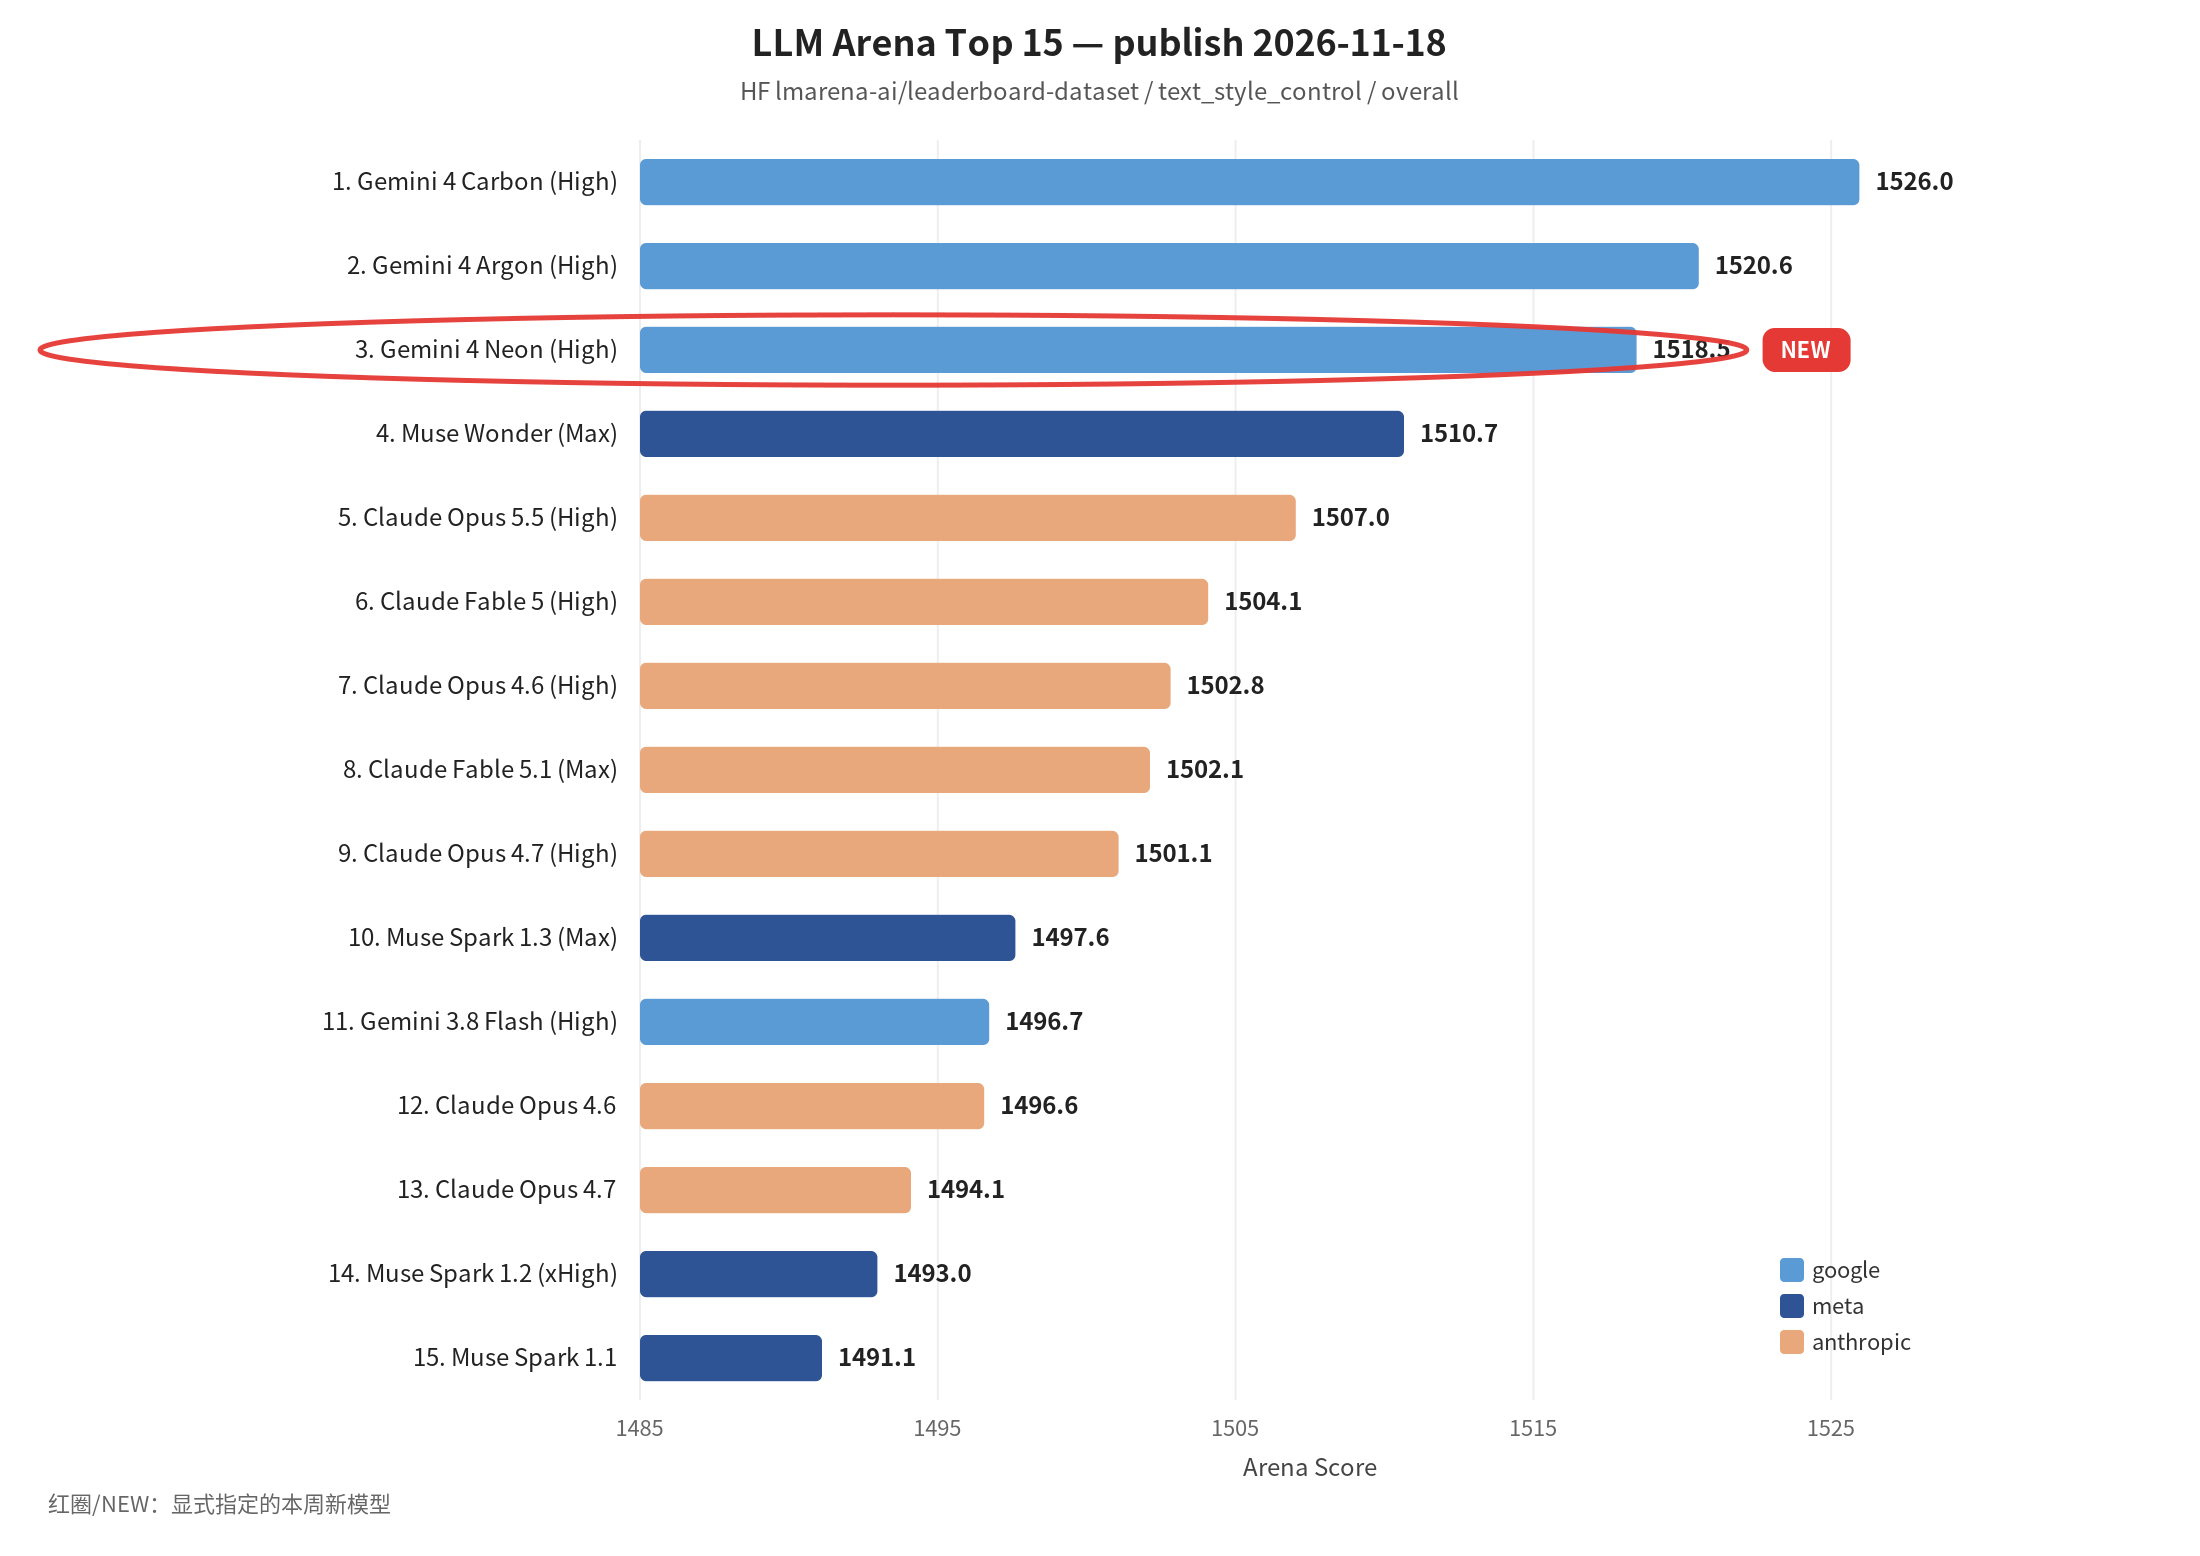 LLM Arena Top 15 — publish 2026-11-18
HF lmarena-ai/leaderboard-dataset / text_style_control / overall
1. Gemini 4 Carbon (High) 1526.0
2. Gemini 4 Argon (High) 1520.6
3. Gemini 4 Neon (High) 1518.5 NEW
4. Muse Wonder (Max) 1510.7
5. Claude Opus 5.5 (High) 1507.0
6. Claude Fable 5 (High) 1504.1
7. Claude Opus 4.6 (High) 1502.8
8. Claude Fable 5.1 (Max) 1502.1
9. Claude Opus 4.7 (High) 1501.1
10. Muse Spark 1.3 (Max) 1497.6
11. Gemini 3.8 Flash (High) 1496.7
12. Claude Opus 4.6 1496.6
13. Claude Opus 4.7 1494.1
14. Muse Spark 1.2 (xHigh) 1493.0
15. Muse Spark 1.1 1491.1
google
meta
anthropic
1485 1495 1505 1515 1525
Arena Score
红圈/NEW：显式指定的本周新模型